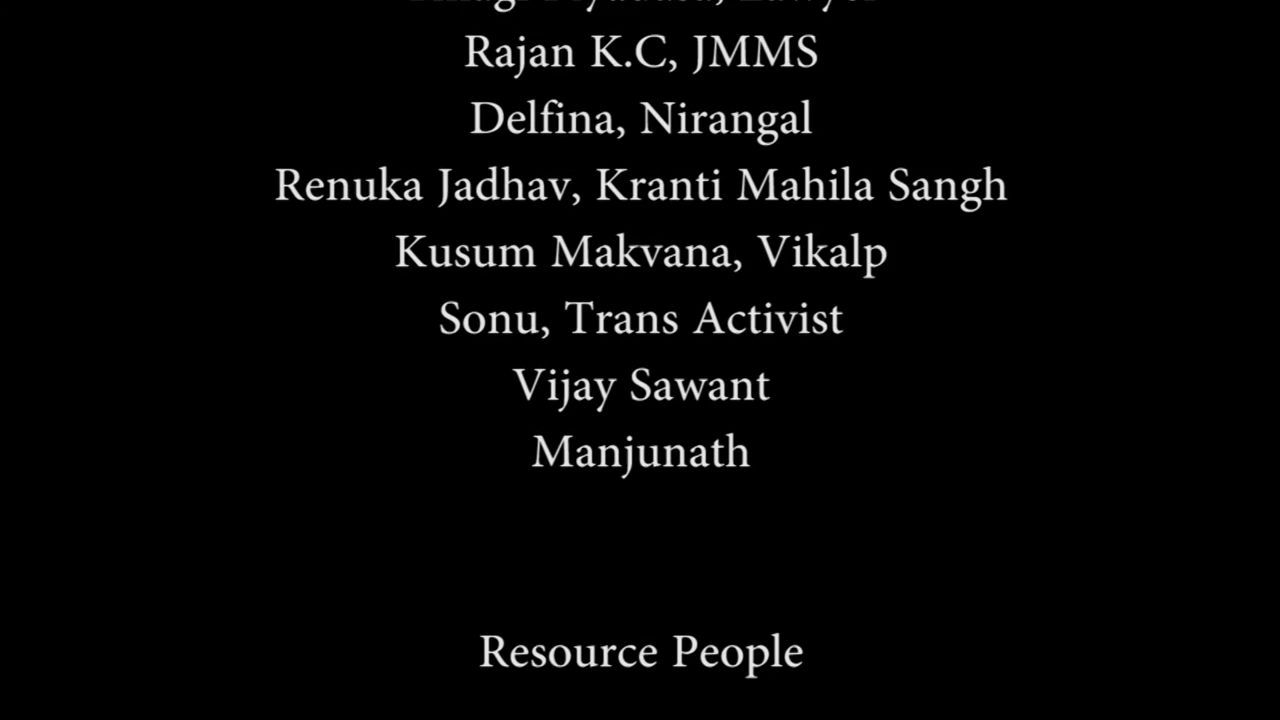 Rajan K.C, JMMS
Delfina, Nirangal
Renuka Jadhav, Kranti Mahila Sangh
Kusum Makvana, Vikalp
Sonu, Trans Activist
Vijay Sawant
Manjunath
Resource People